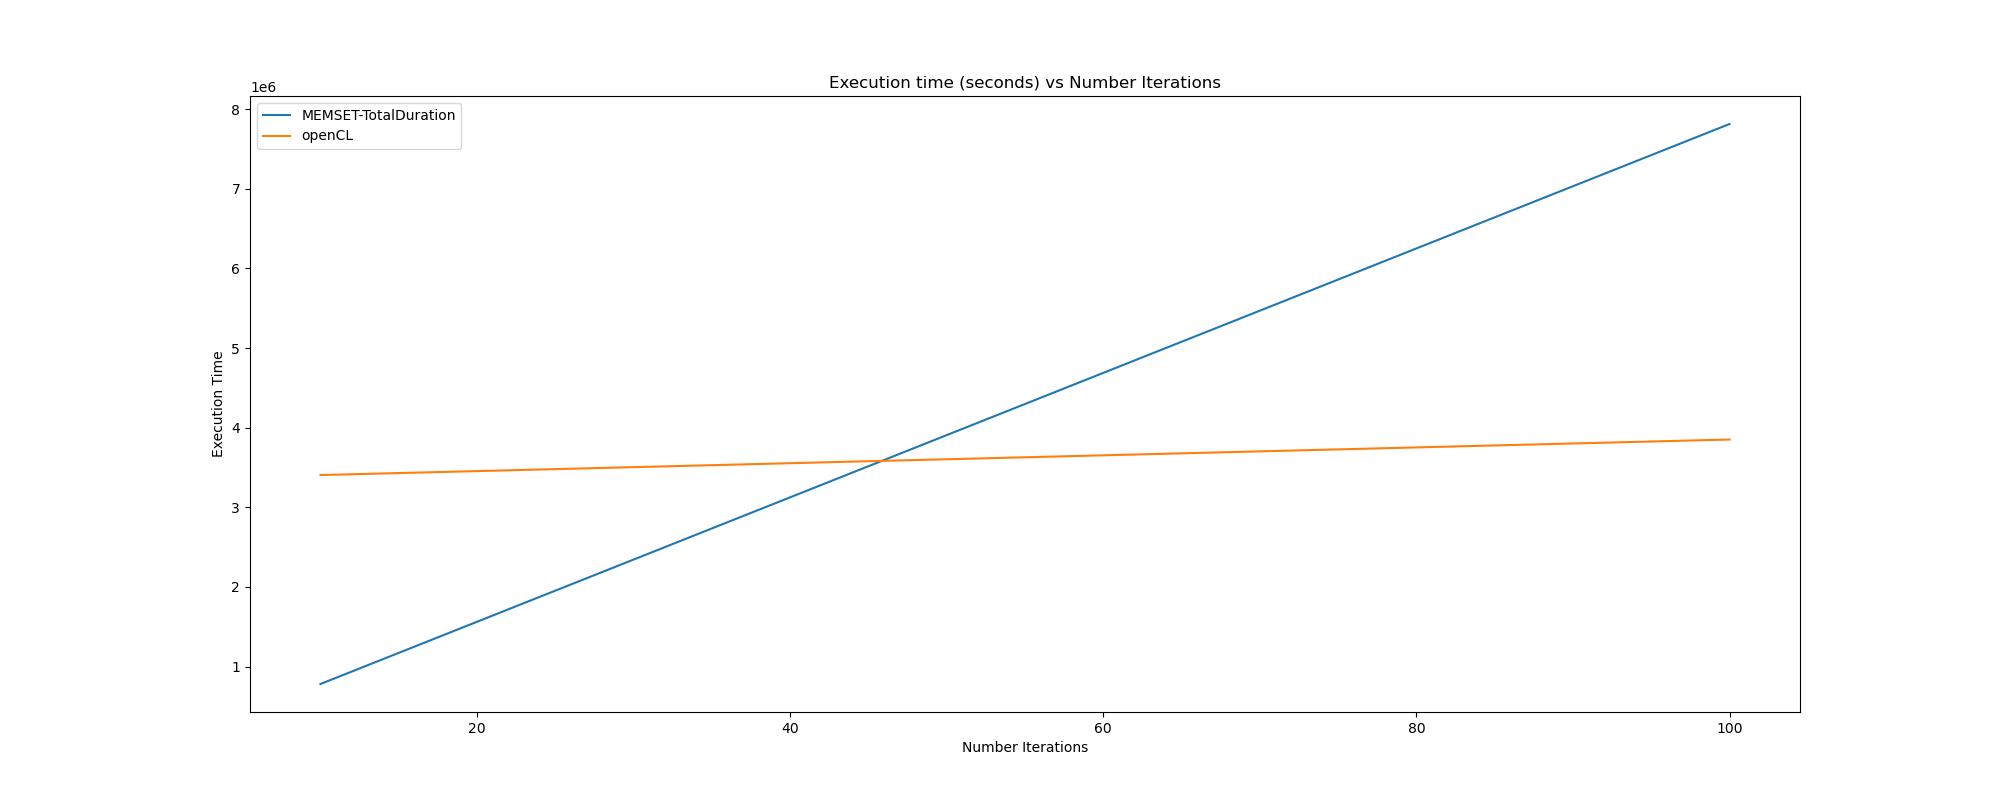 Execution time (seconds) vs Number Iterations
1e6
MEMSET-TotalDuration
openCL
8
7
6
5
4
3
2
1
Execution Time
20 40 60 80 100
Number Iterations